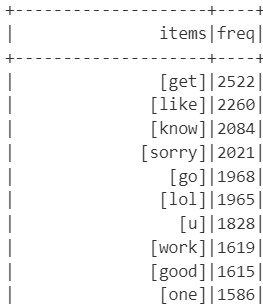 +--------------------+----+
|               items|freq|
+--------------------+----+
|               [get]|2522|
|              [like]|2260|
|              [know]|2084|
|             [sorry]|2021|
|                [go]|1968|
|               [lol]|1965|
|                 [u]|1828|
|              [work]|1619|
|              [good]|1615|
|               [one]|1586|